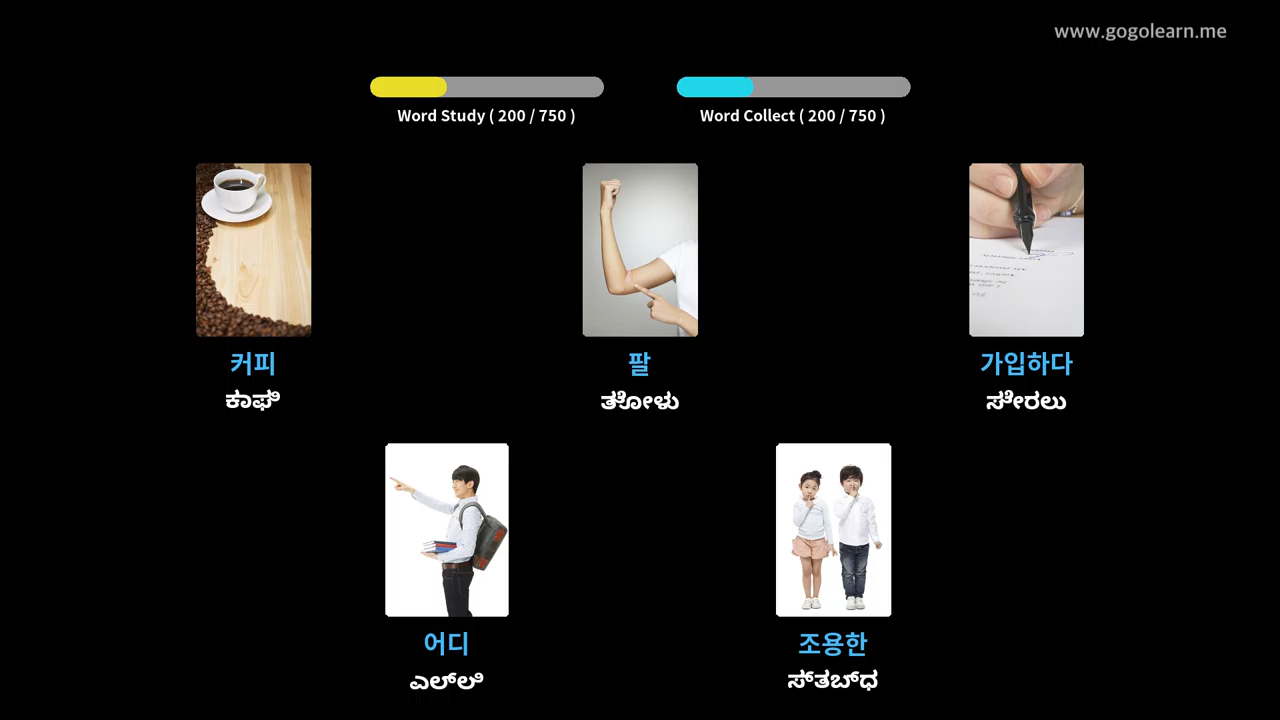 www.gogolearn.me
Word Study ( 200 / 750 )
Word Collect ( 200 / 750 )
커피
ಕಾಫಿ
팔
ತೋಳು
가입하다
ಸೇರಲು
어디
ಎಲ್ಲಿ
조용한
ಸ್ತಬ್ಧ